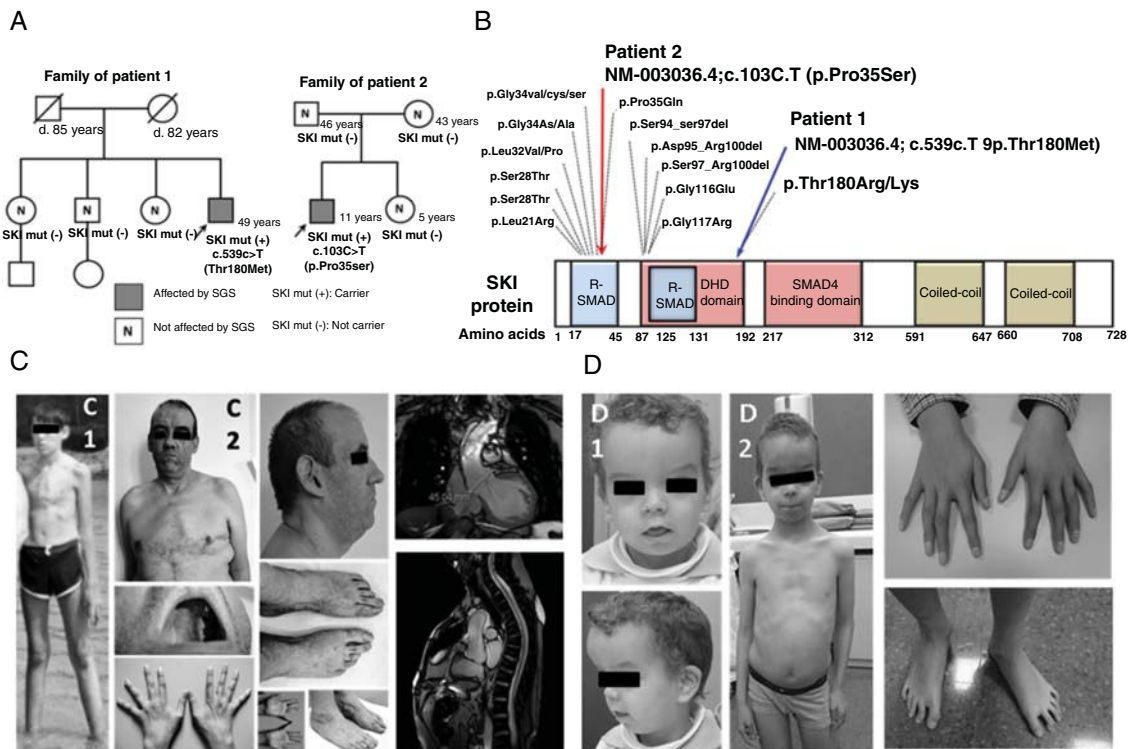 A
Family of patient 1
d. 85 years
N
d. 82 years
N
SKI mut (-)
N
SKI mut (-)
N
SKI mut (-)
49 years
SKI mut (+)
c.539c>T
(Thr180Met)
Family of patient 2
N
46 years
SKI mut (-)
N
43 years
SKI mut (-)
11 years
SKI mut (+)
c.103C>T
(p.Pro35ser)
N
5 years
SKI mut (-)
Affected by SGS
SKI mut (+): Carrier
N
Not affected by SGS
SKI mut (-): Not carrier
B
Patient 2
NM-003036.4;c.103C.T (p.Pro35Ser)
p.Gly34val/cys/ser
p.Gly34As/Ala
p.Leu32Val/Pro
p.Ser28Thr
p.Ser28Thr
p.Leu21Arg
p.Pro35Gln
p.Ser94_ser97del
p.Asp95_Arg100del
p.Ser97_Arg100del
p.Gly116Glu
p.Gly117Arg
Patient 1
NM-003036.4; c.539c.T 9p.Thr180Met)
p.Thr180Arg/Lys
SKI
protein
R-
SMAD
R-
SMAD
DHD
domain
SMAD4
binding domain
Coiled-coil
Coiled-coil
Amino acids
1 17 45 87 125 131 192 217 312 591 647 660 708 728
C
C
1
C
2
45.04 mm
D
D
1
D
2